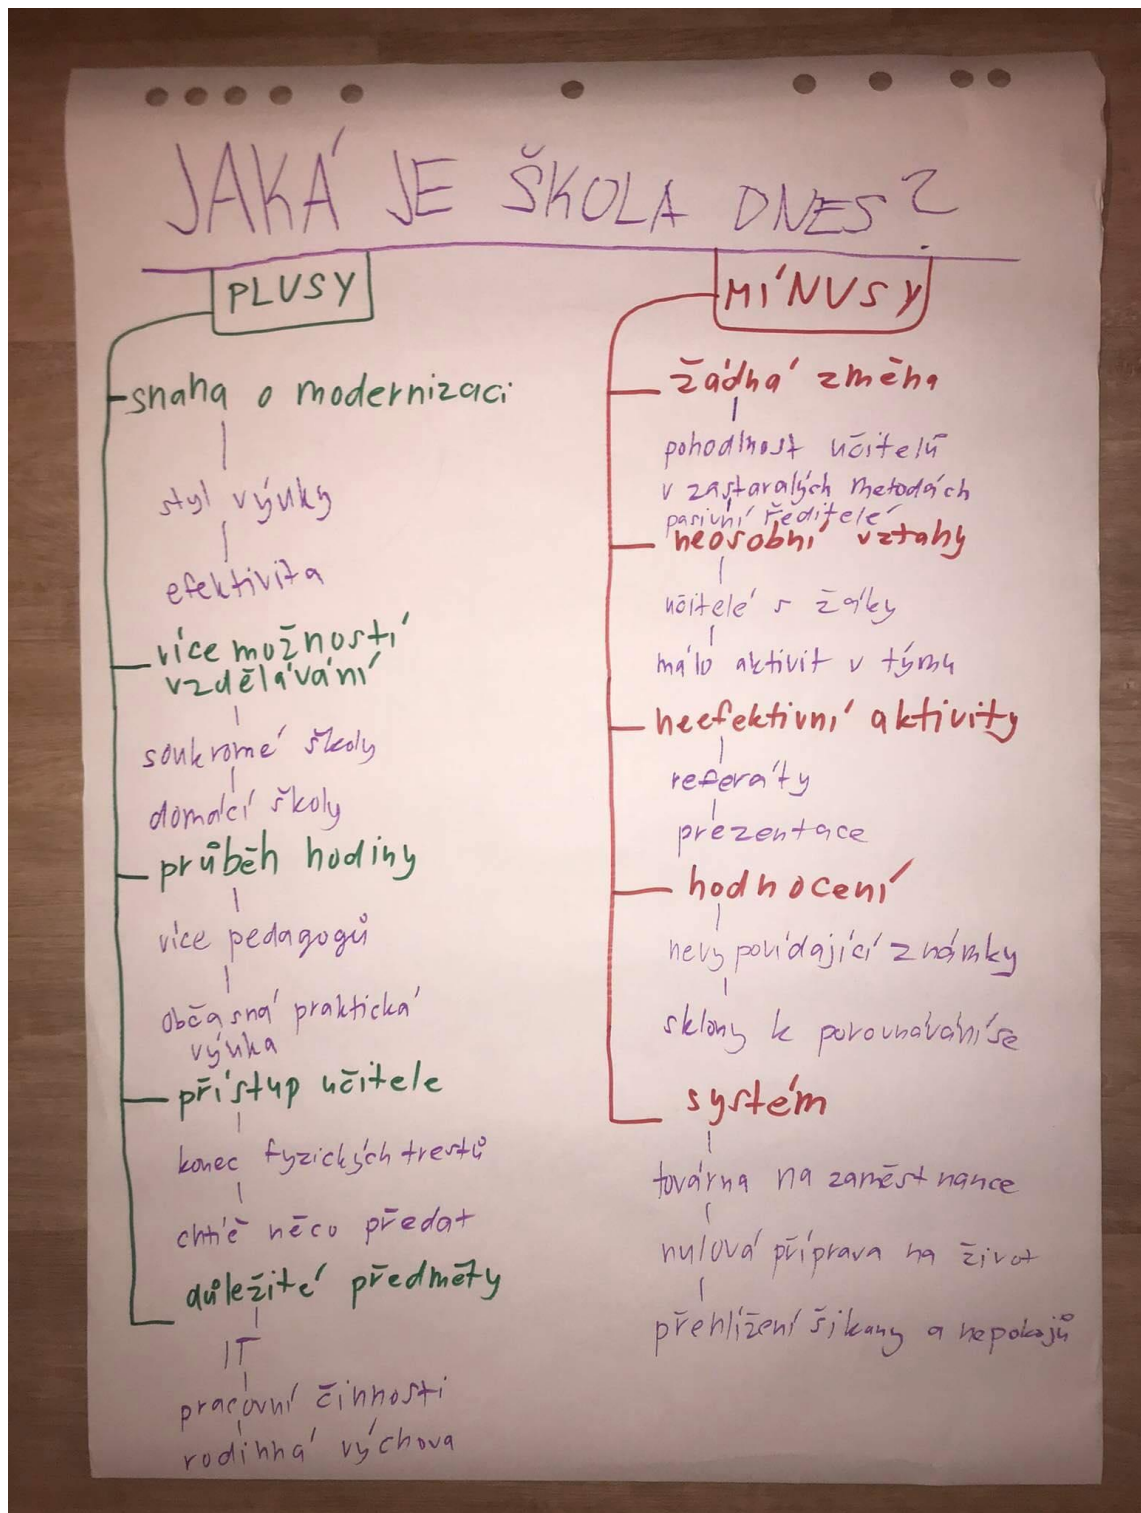 JAKÁ JE ŠKOLA DNES?
PLUSY
snaha o modernizaci
styl výuky
efektivita
více možností
vzdělávání
soukromé školy
domácí školy
průběh hodiny
více pedagogů
občasná praktická
výuka
přístup učitele
konec fyzických trestů
chtíč něco předat
důležité předměty
IT
pracovní činnosti
rodinná výchova
MÍNUSY
žádná změna
pohodlnost učitelů
v zastaralých metodách
pasivní ředitelé
neosobní vztahy
učitelé s žáky
málo aktivit v týmu
neefektivní aktivity
referáty
prezentace
hodnocení
nevypovídající známky
sklony k porovnávání se
systém
továrna na zaměstnance
nulová příprava na život
přehlížení šikany a nepokojů